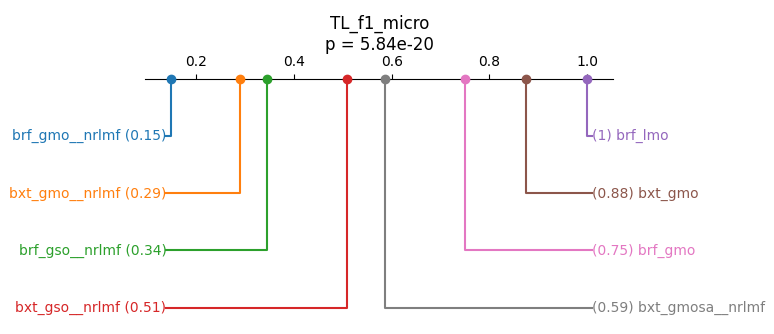 TL_f1_micro
p = 5.84e-20
0.2 0.4 0.6 0.8 1.0
brf_gmo__nrlmf (0.15) (1) brf_lmo
bxt_gmo__nrlmf (0.29) (0.88) bxt_gmo
brf_gso__nrlmf (0.34) (0.75) brf_gmo
bxt_gso__nrlmf (0.51) (0.59) bxt_gmosa__nrlmf